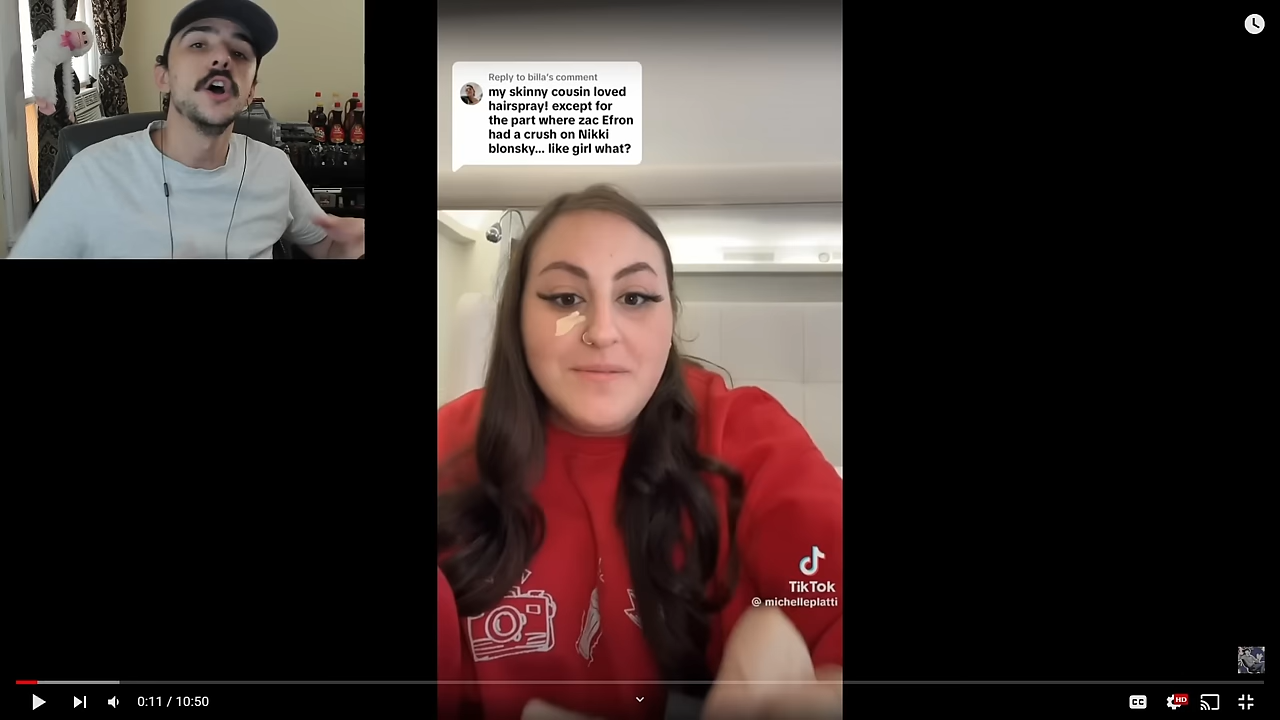 Reply to billa's comment
my skinny cousin loved
hairspray! except for
the part where zac Efron
had a crush on Nikki
blonsky... like girl what?
TikTok
@ michelleplatti
0:11 / 10:50
CC
HD